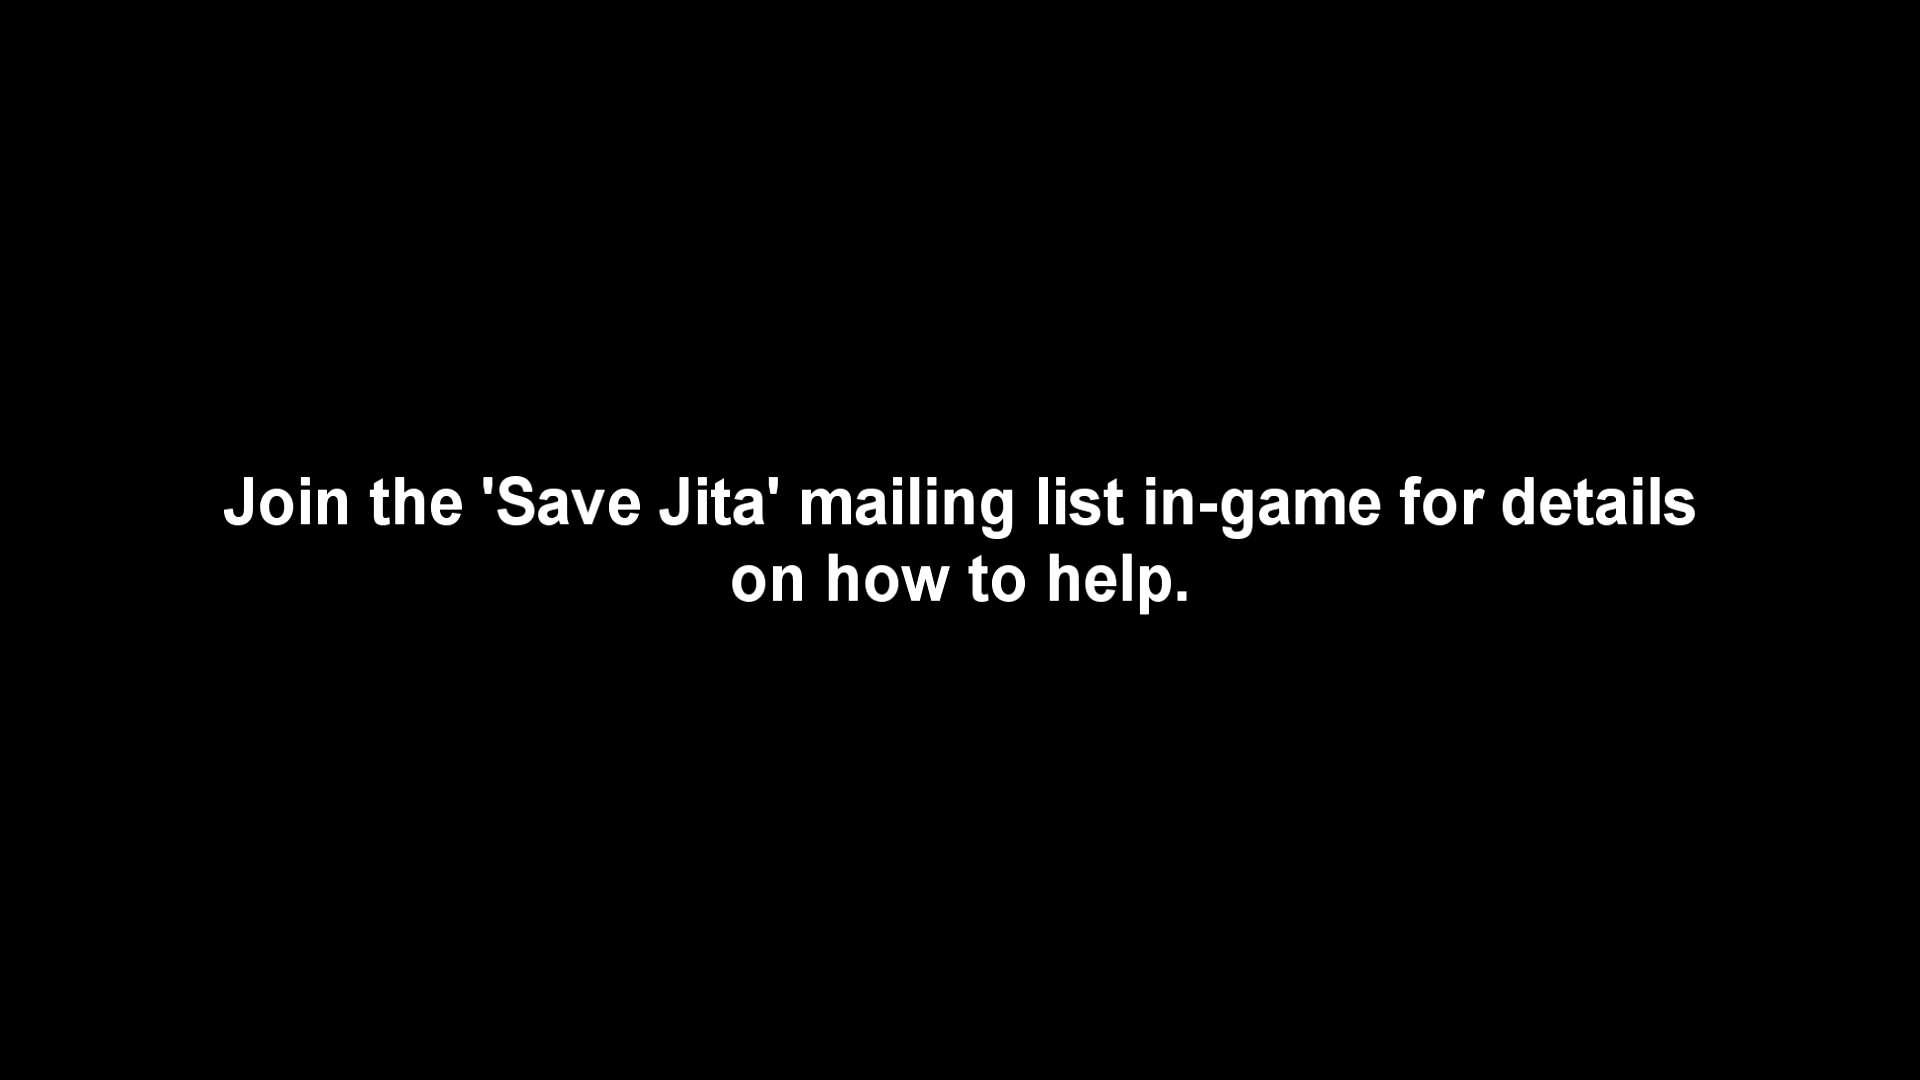 Join the 'Save Jita' mailing list in-game for details
on how to help.